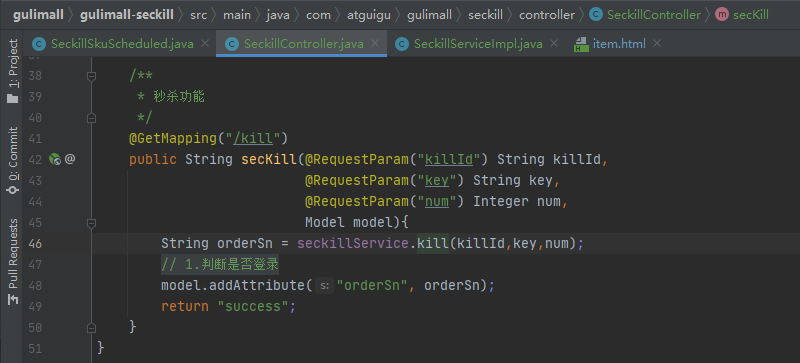 gulimall gulimall-seckill src main java com atguigu gulimall seckill controller SeckillController secKill
SeckillSkuScheduled.java SeckillController.java SeckillServiceImpl.java item.html
1: Project
0: Commit
Pull Requests
38 /**
39 * 秒杀功能
40 */
41 @GetMapping("/kill")
42 public String secKill(@RequestParam("killId") String killId,
43 @RequestParam("key") String key,
44 @RequestParam("num") Integer num,
45 Model model){
46 String orderSn = seckillService.kill(killId,key,num);
47 // 1.判断是否登录
48 model.addAttribute( s: "orderSn", orderSn);
49 return "success";
50 }
51 }